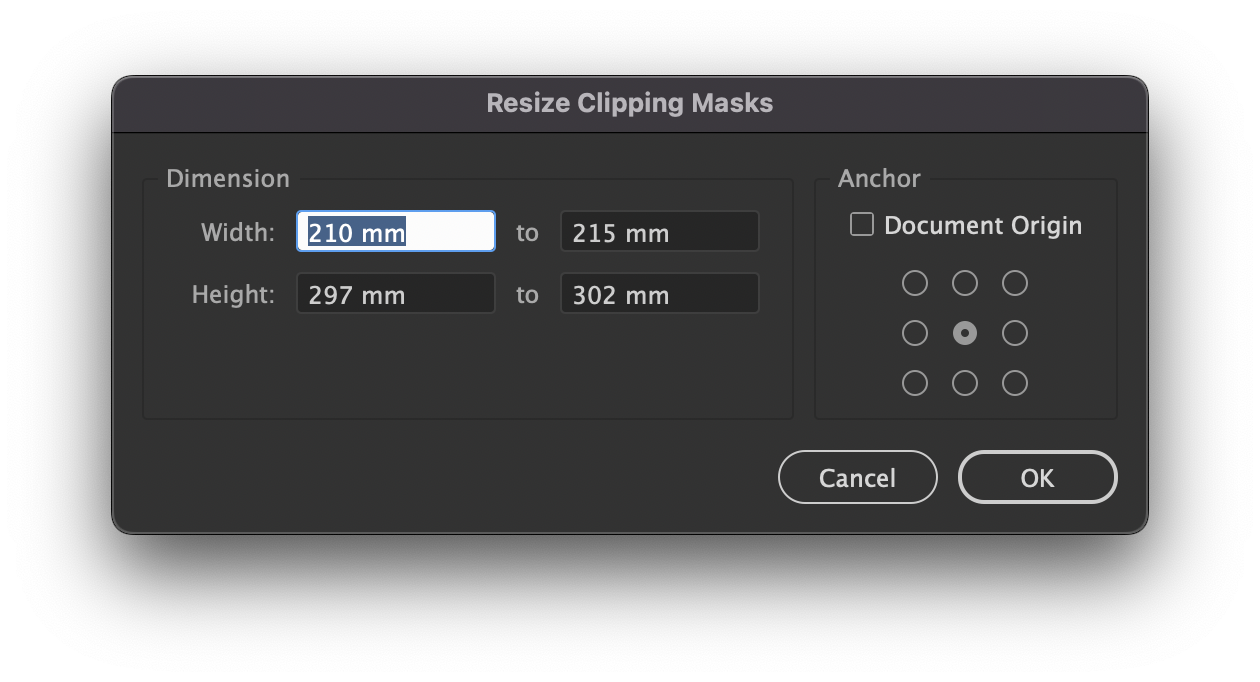 Resize Clipping Masks
Dimension
Width: 210 mm to 215 mm
Height: 297 mm to 302 mm
Anchor
Document Origin
Cancel OK